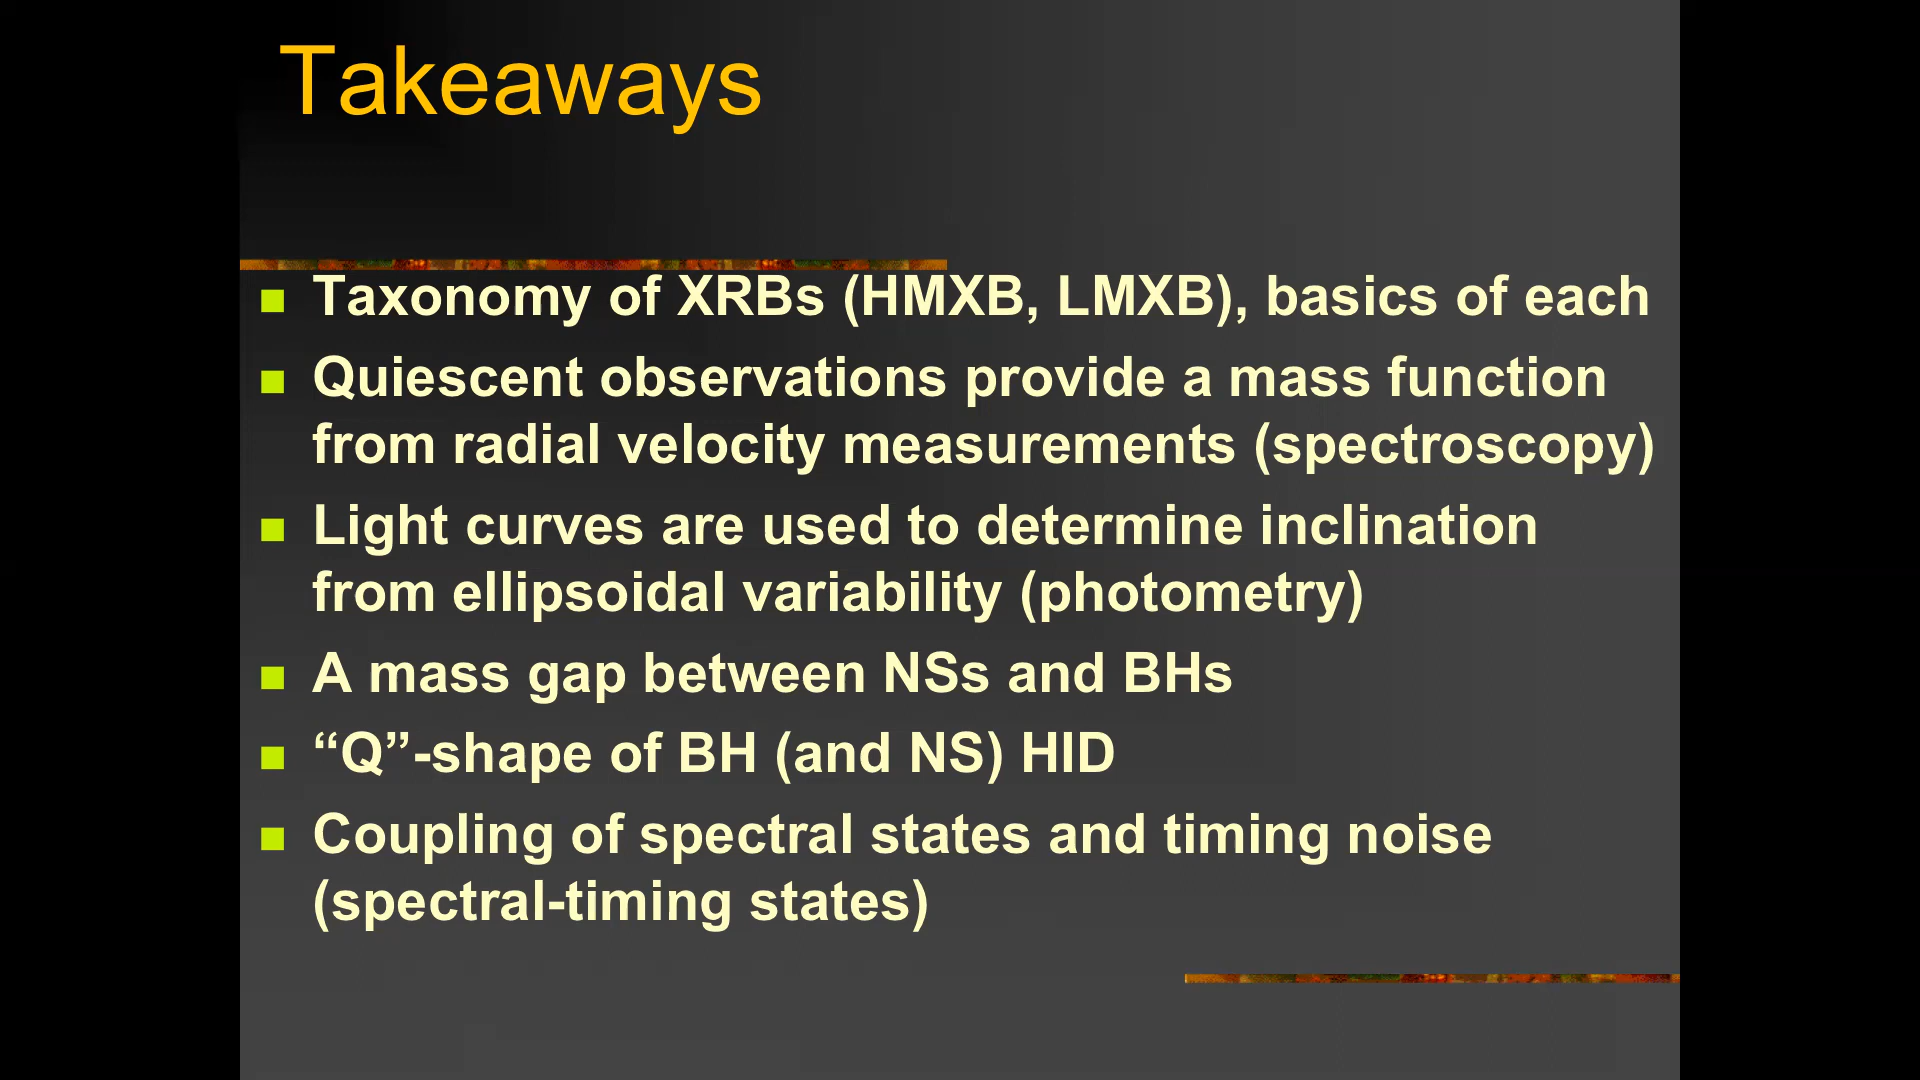 Takeaways
Taxonomy of XRBs (HMXB, LMXB), basics of each
Quiescent observations provide a mass function
from radial velocity measurements (spectroscopy)
Light curves are used to determine inclination
from ellipsoidal variability (photometry)
A mass gap between NSs and BHs
“Q”-shape of BH (and NS) HID
Coupling of spectral states and timing noise
(spectral-timing states)